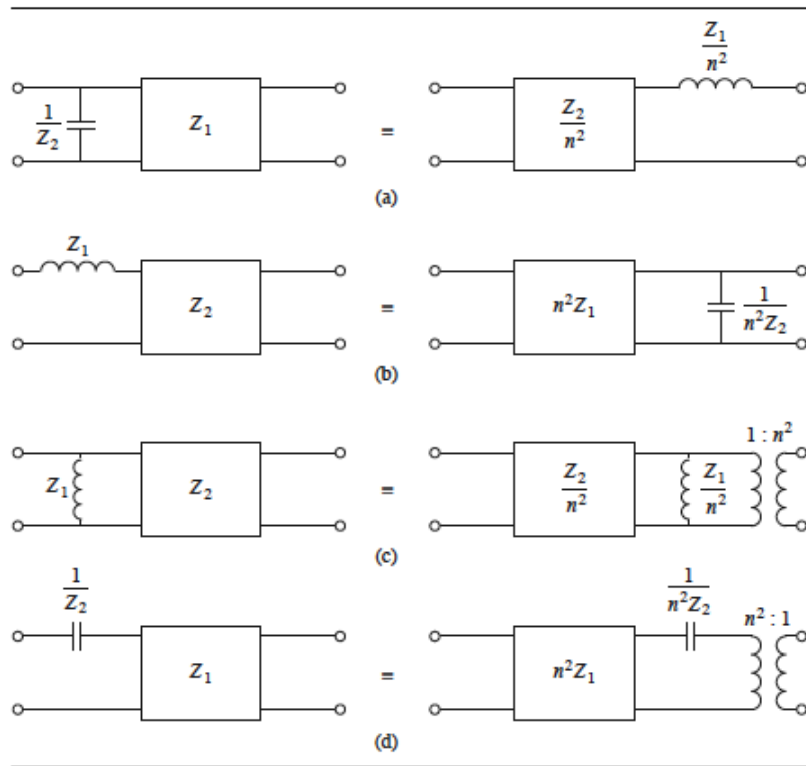 1/Z₂ Z₁ = Z₂/n² Z₁/n²
(a)
Z₁ Z₂ = n²Z₁ 1/n²Z₂
(b)
Z₁ Z₂ = Z₂/n² Z₁/n² 1 : n²
(c)
1/Z₂ Z₁ = n²Z₁ 1/n²Z₂ n² : 1
(d)